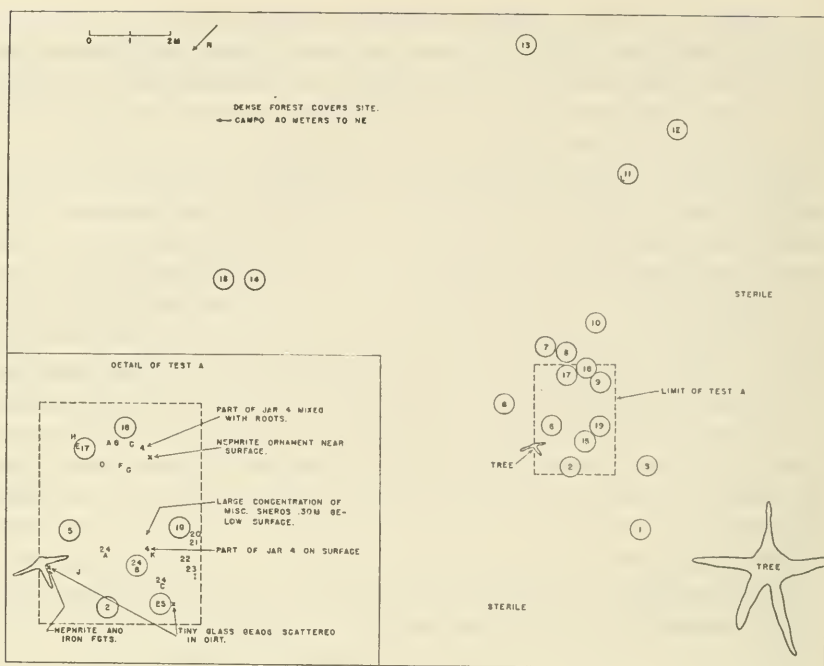 0 1 2M N
DENSE FOREST COVERS SITE.
CAMPO 40 METERS TO NE
13
12
11
STERILE
10
7
8
18
17
9
LIMIT OF TEST A
6
6
19
15
TREE
2
3
1
TREE
STERILE
DETAIL OF TEST A
PART OF JAR 4 MIXED
WITH ROOTS.
NEPHRITE ORNAMENT NEAR
SURFACE.
LARGE CONCENTRATION OF
MISC. SHERDS .30M BE-
LOW SURFACE.
PART OF JAR 4 ON SURFACE
18
H
E 17
A B C 4
X
D F G
5
19
20
21
24
A
4
K
22
24
B
23
I
J
24
C
2
25 X
NEPHRITE AND
IRON FGTS.
TINY GLASS BEADS SCATTERED
IN DIRT.